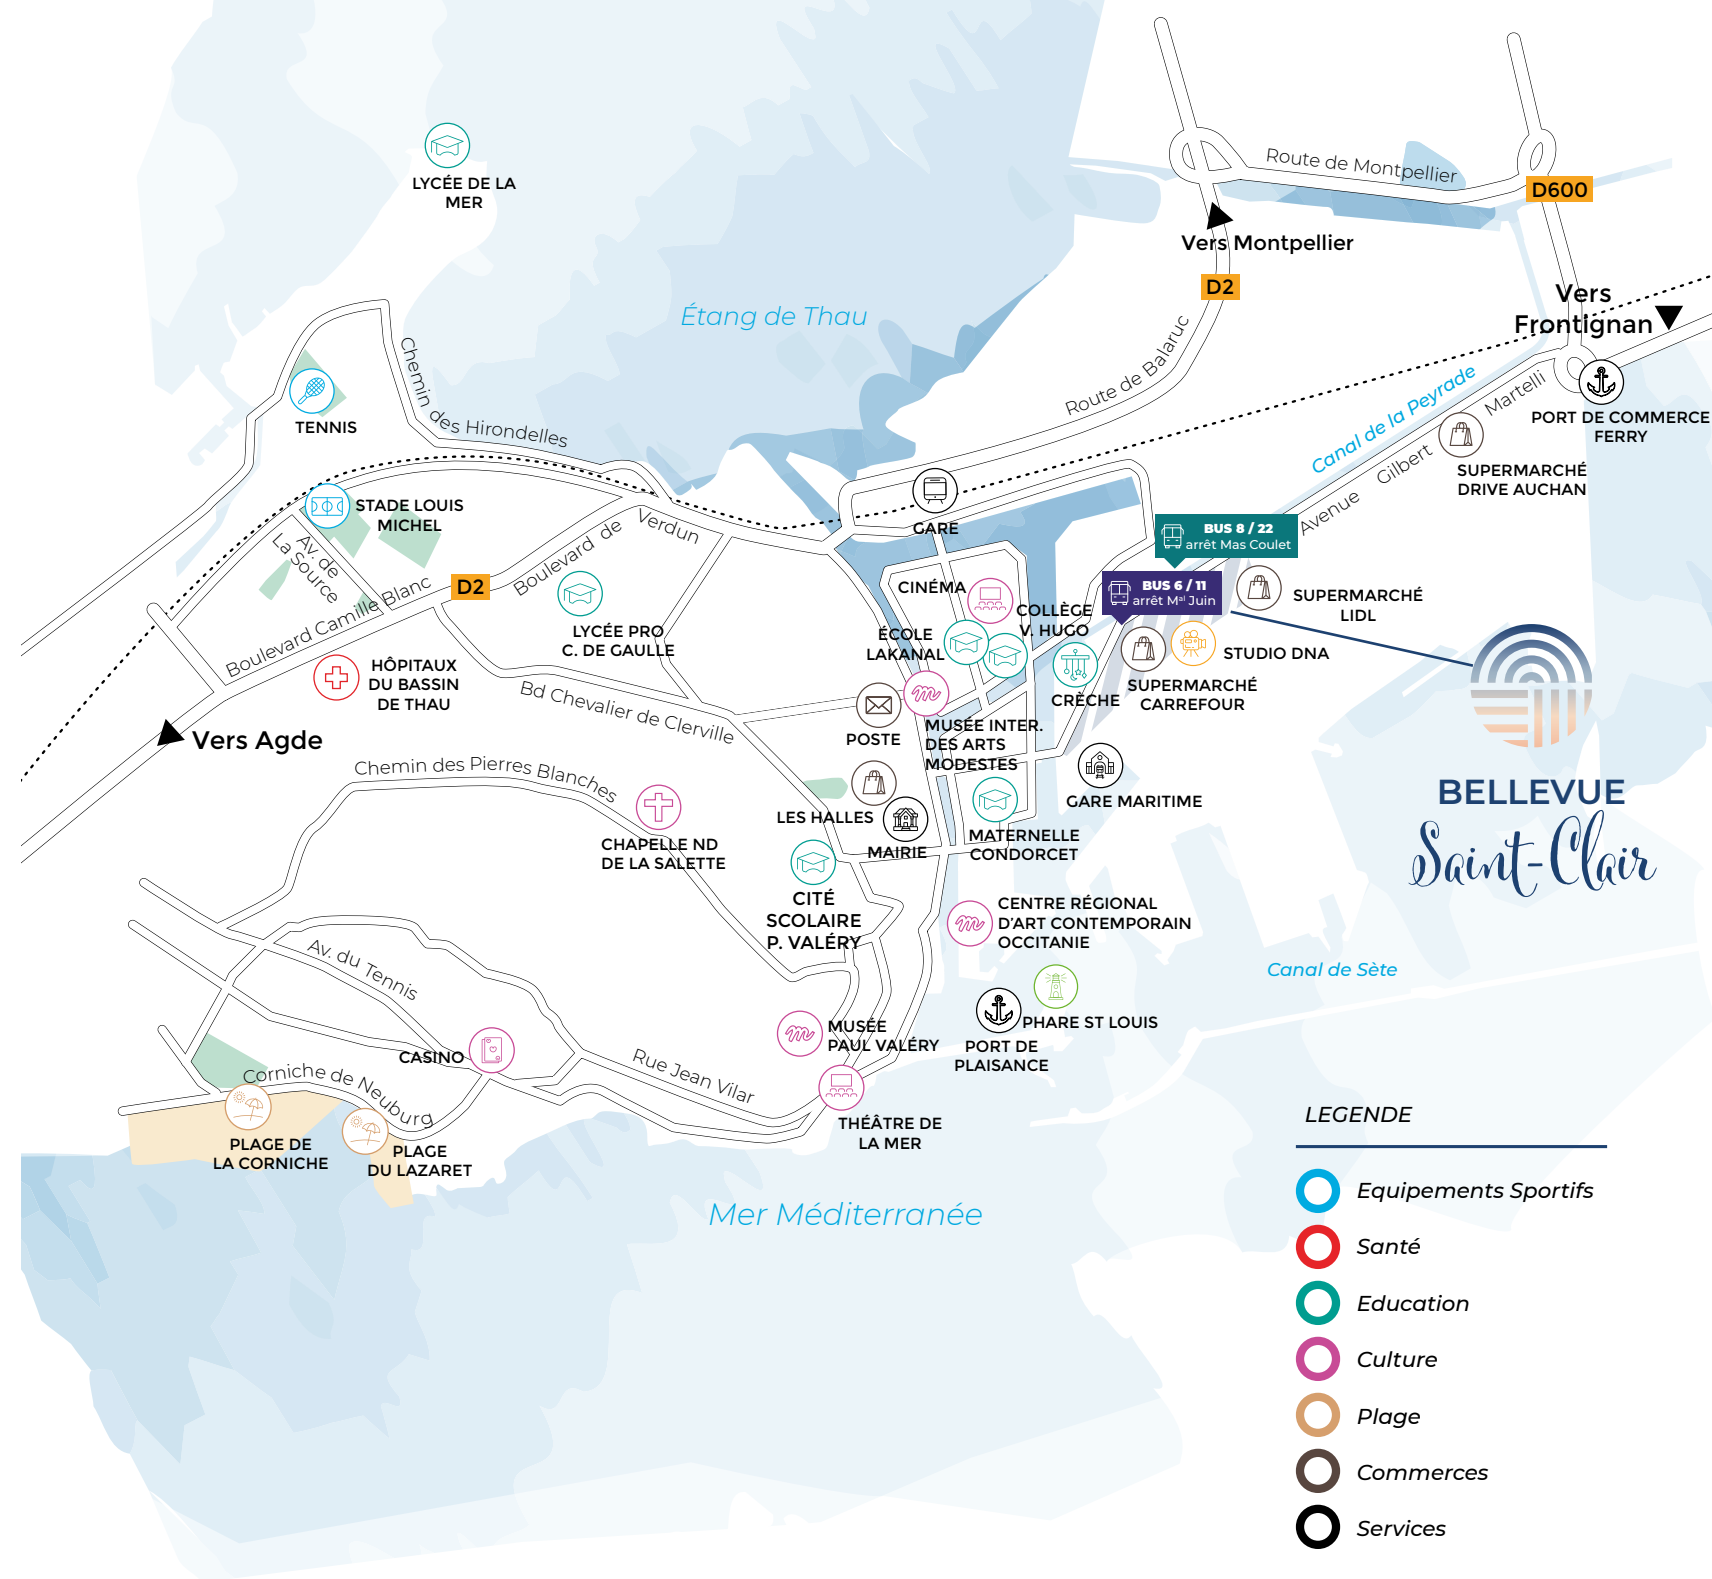 LYCÉE DE LA
MER
Route de Montpellier
D600
Vers Montpellier
D2
Vers
Frontignan
Étang de Thau
Route de Balaruc
Chemin des Hirondelles
TENNIS
Canal de la Peyrade
Avenue Gilbert Martelli
PORT DE COMMERCE
FERRY
SUPERMARCHÉ
DRIVE AUCHAN
STADE LOUIS
MICHEL
Av. de
La Source
Boulevard de Verdun
GARE
BUS 8 / 22
arrêt Mas Coulet
BUS 6 / 11
arrêt Mal Juin
D2
Boulevard Camille Blanc
CINÉMA
COLLÈGE
V. HUGO
SUPERMARCHÉ
LIDL
LYCÉE PRO
C. DE GAULLE
ÉCOLE
LAKANAL
STUDIO DNA
HÔPITAUX
DU BASSIN
DE THAU
CRÈCHE
SUPERMARCHÉ
CARREFOUR
Bd Chevalier de Clerville
Vers Agde
POSTE
MUSÉE INTER.
DES ARTS
MODESTES
Chemin des Pierres Blanches
GARE MARITIME
BELLEVUE
Saint-Clair
LES HALLES
MAIRIE
MATERNELLE
CONDORCET
CHAPELLE ND
DE LA SALETTE
CITÉ
SCOLAIRE
P. VALÉRY
CENTRE RÉGIONAL
D'ART CONTEMPORAIN
OCCITANIE
Av. du Tennis
Canal de Sète
PHARE ST LOUIS
PORT DE
PLAISANCE
MUSÉE
PAUL VALÉRY
CASINO
Rue Jean Vilar
Corniche de Neuburg
THÉÂTRE DE
LA MER
PLAGE DE
LA CORNICHE
PLAGE
DU LAZARET
Mer Méditerranée
LEGENDE
Equipements Sportifs
Santé
Education
Culture
Plage
Commerces
Services